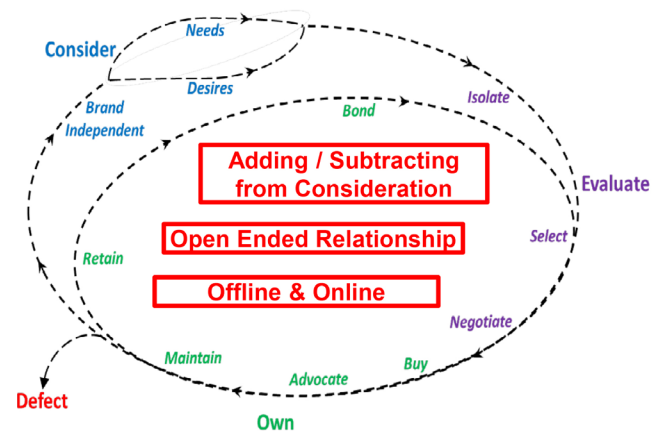 Needs
Consider
Desires
Isolate
Brand
Independent
Bond
Adding / Subtracting
from Consideration
Evaluate
Open Ended Relationship
Select
Retain
Offline & Online
Negotiate
Maintain
Buy
Advocate
Defect
Own